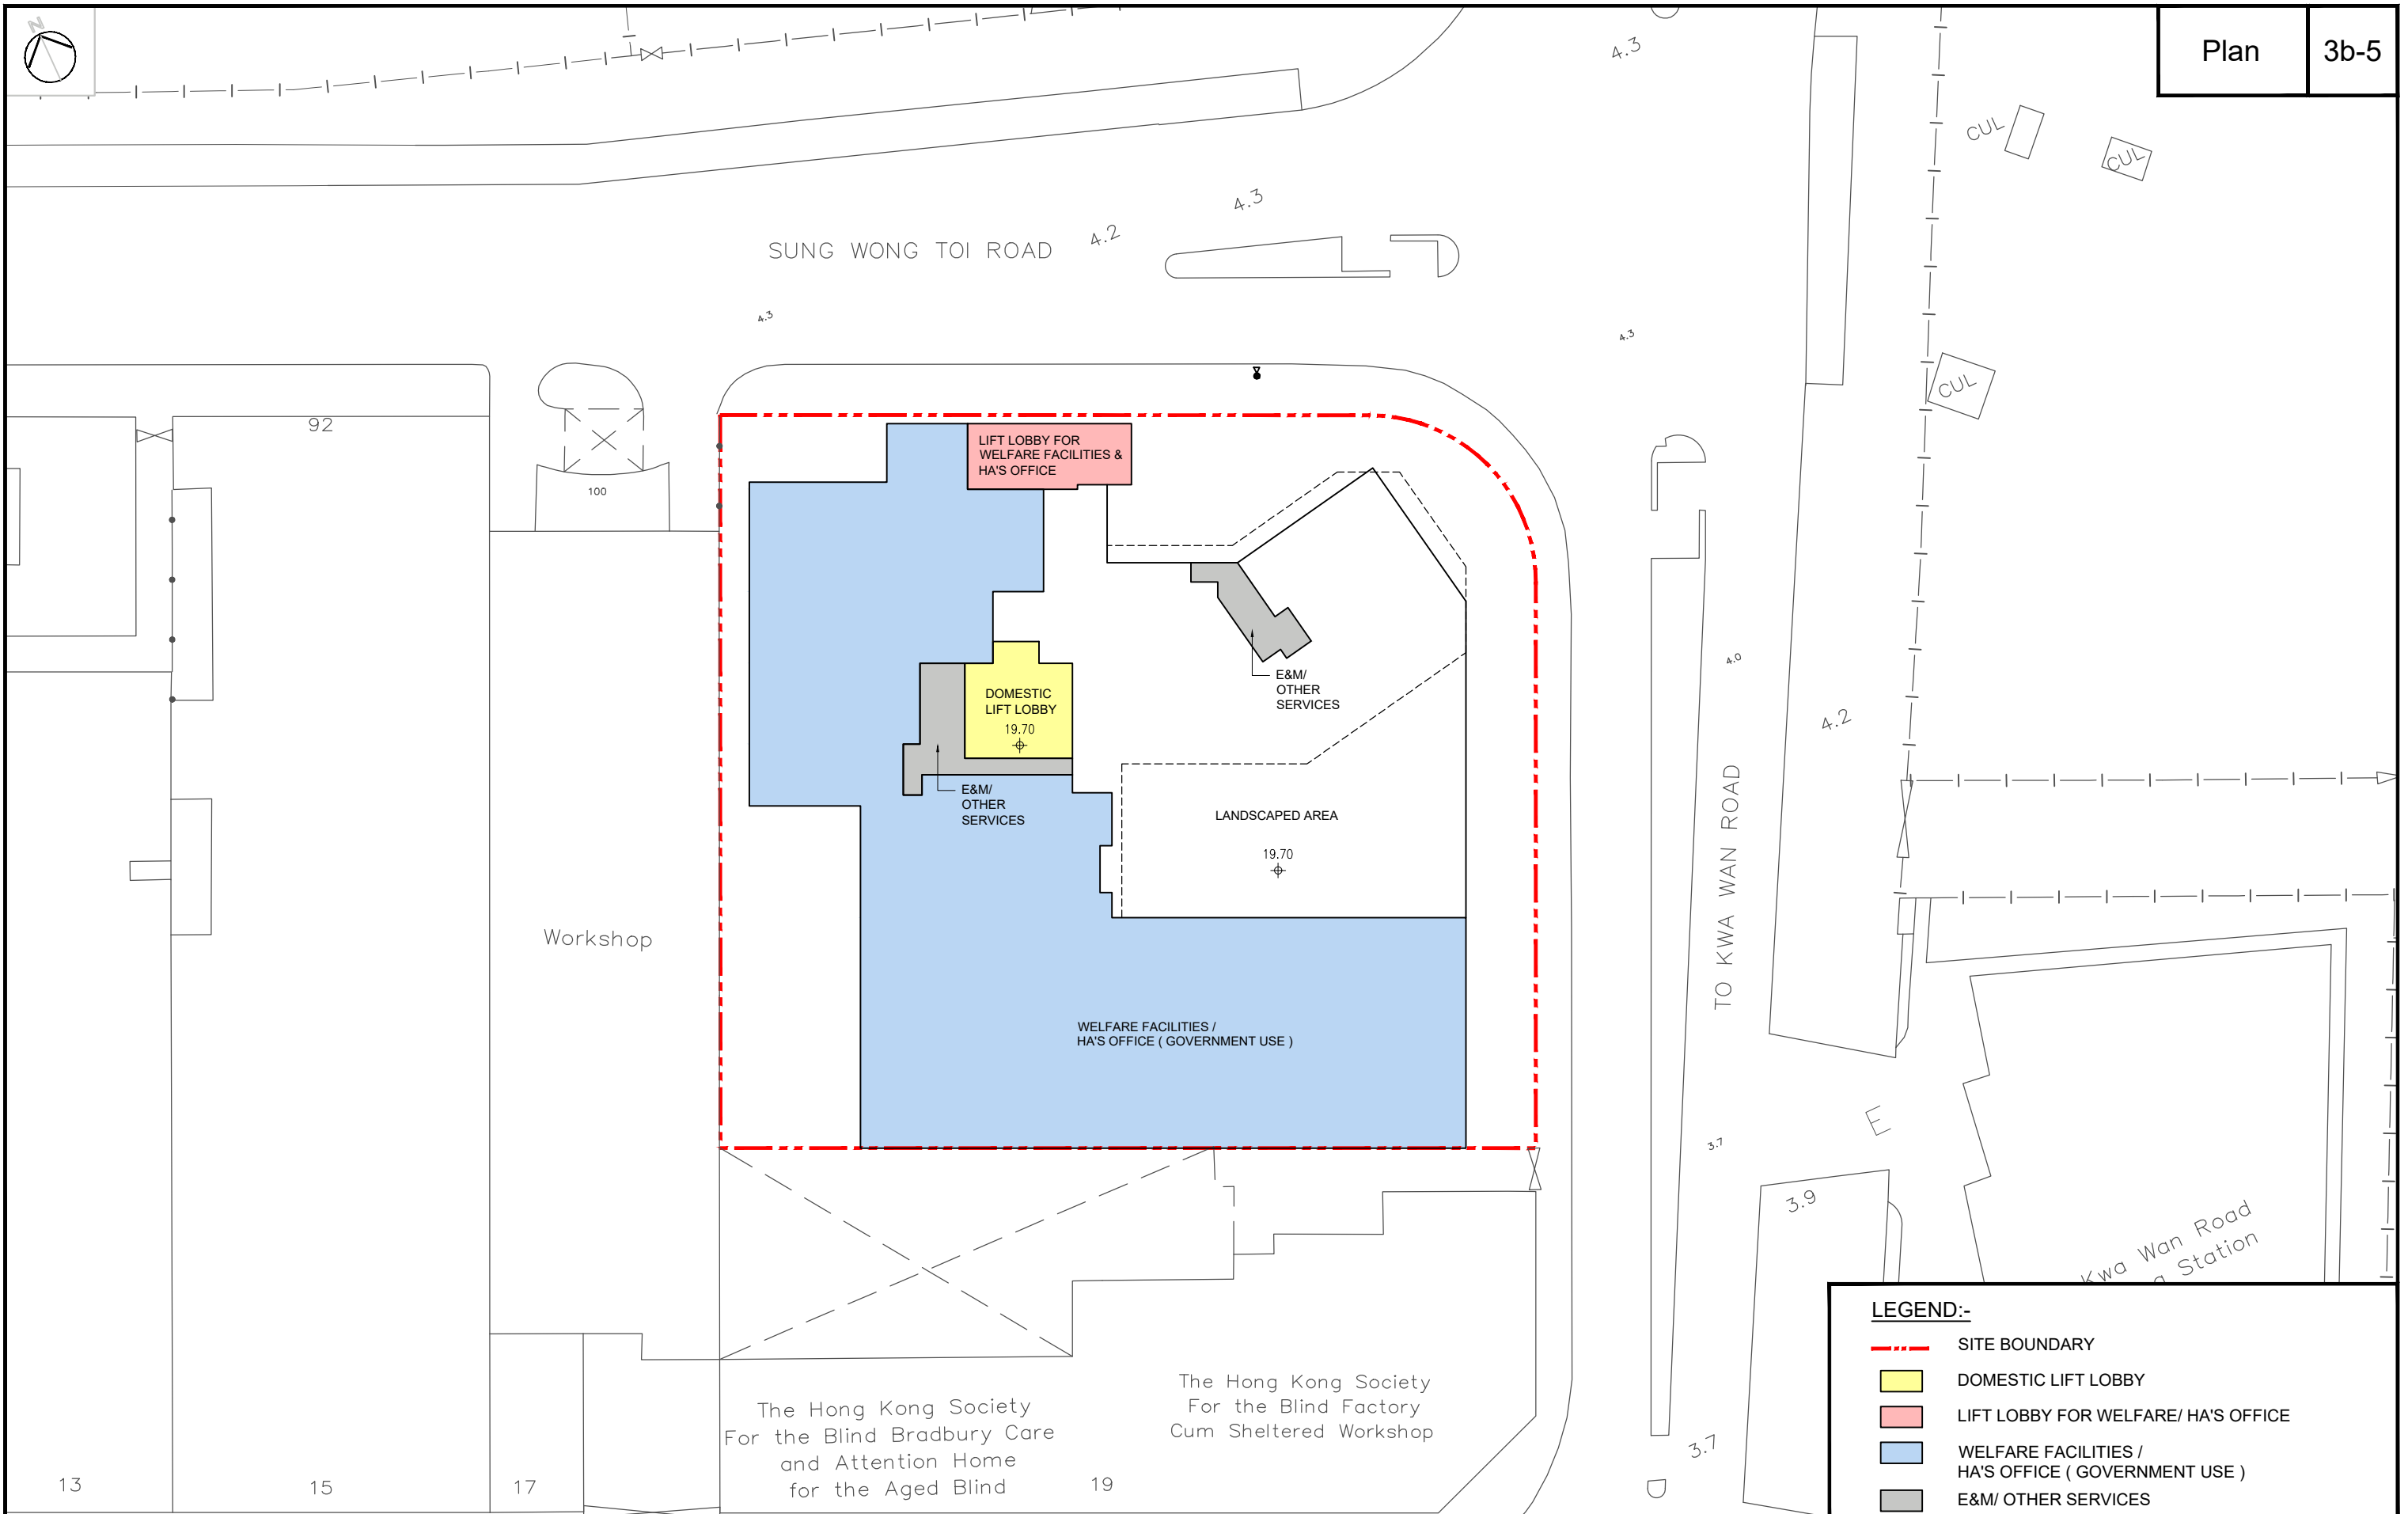 N
Plan
3b-5
4.3
CUL
CUL
4.3
4.2
SUNG WONG TOI ROAD
4.3
4.3
CUL
92
100
LIFT LOBBY FOR
WELFARE FACILITIES &
HA'S OFFICE
4.0
E&M/
OTHER
SERVICES
DOMESTIC
LIFT LOBBY
19.70
4.2
E&M/
OTHER
SERVICES
LANDSCAPED AREA
19.70
TO KWA WAN ROAD
Workshop
WELFARE FACILITIES /
HA'S OFFICE ( GOVERNMENT USE )
E
3.7
3.9
Kwa Wan Road
Station
The Hong Kong Society
For the Blind Bradbury Care
and Attention Home
for the Aged Blind
The Hong Kong Society
For the Blind Factory
Cum Sheltered Workshop
3.7
13
15
17
19
LEGEND:-
SITE BOUNDARY
DOMESTIC LIFT LOBBY
LIFT LOBBY FOR WELFARE/ HA'S OFFICE
WELFARE FACILITIES /
HA'S OFFICE ( GOVERNMENT USE )
E&M/ OTHER SERVICES